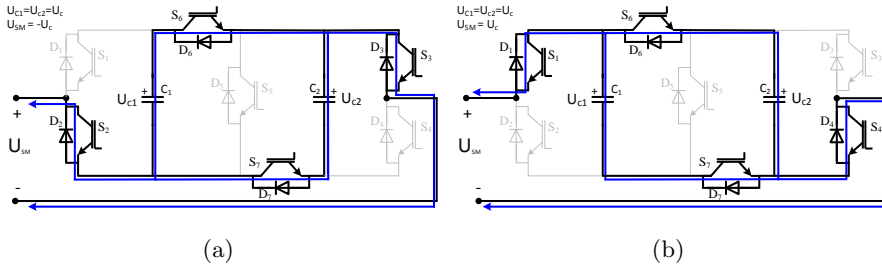 U_C1=U_c2=U_c
U_SM = -U_c
S_6
D_6
D_1
S_1
D_3
S_3
D_5
S_5
C_1
C_2
U_c1
U_c2
+
+
+
D_2
S_2
D_4
S_4
U_SM
S_7
D_7
-
(a)
U_C1=U_c2=U_c
U_SM = U_c
S_6
D_6
D_1
S_1
D_3
S_3
D_5
S_5
C_1
C_2
U_c1
U_c2
+
+
+
D_2
S_2
D_4
S_4
U_SM
S_7
D_7
-
(b)